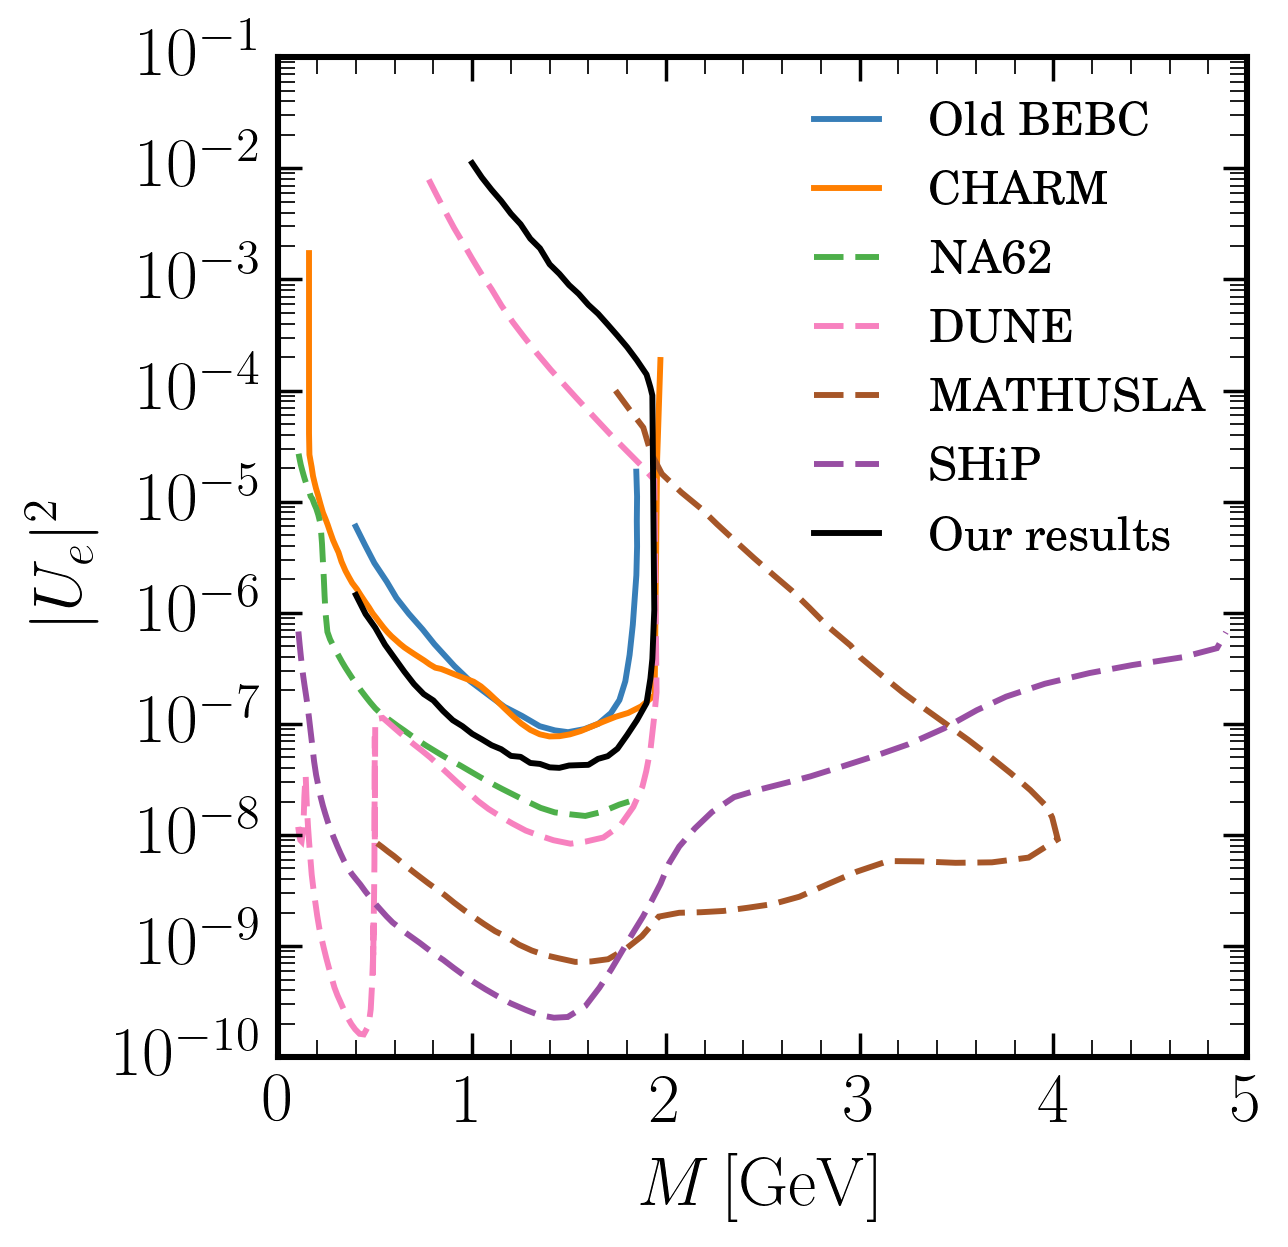 10⁻¹
10⁻²
10⁻³
10⁻⁴
10⁻⁵
10⁻⁶
10⁻⁷
10⁻⁸
10⁻⁹
10⁻¹⁰
|Uₑ|²
Old BEBC
CHARM
NA62
DUNE
MATHUSLA
SHiP
Our results
0 1 2 3 4 5
M [GeV]